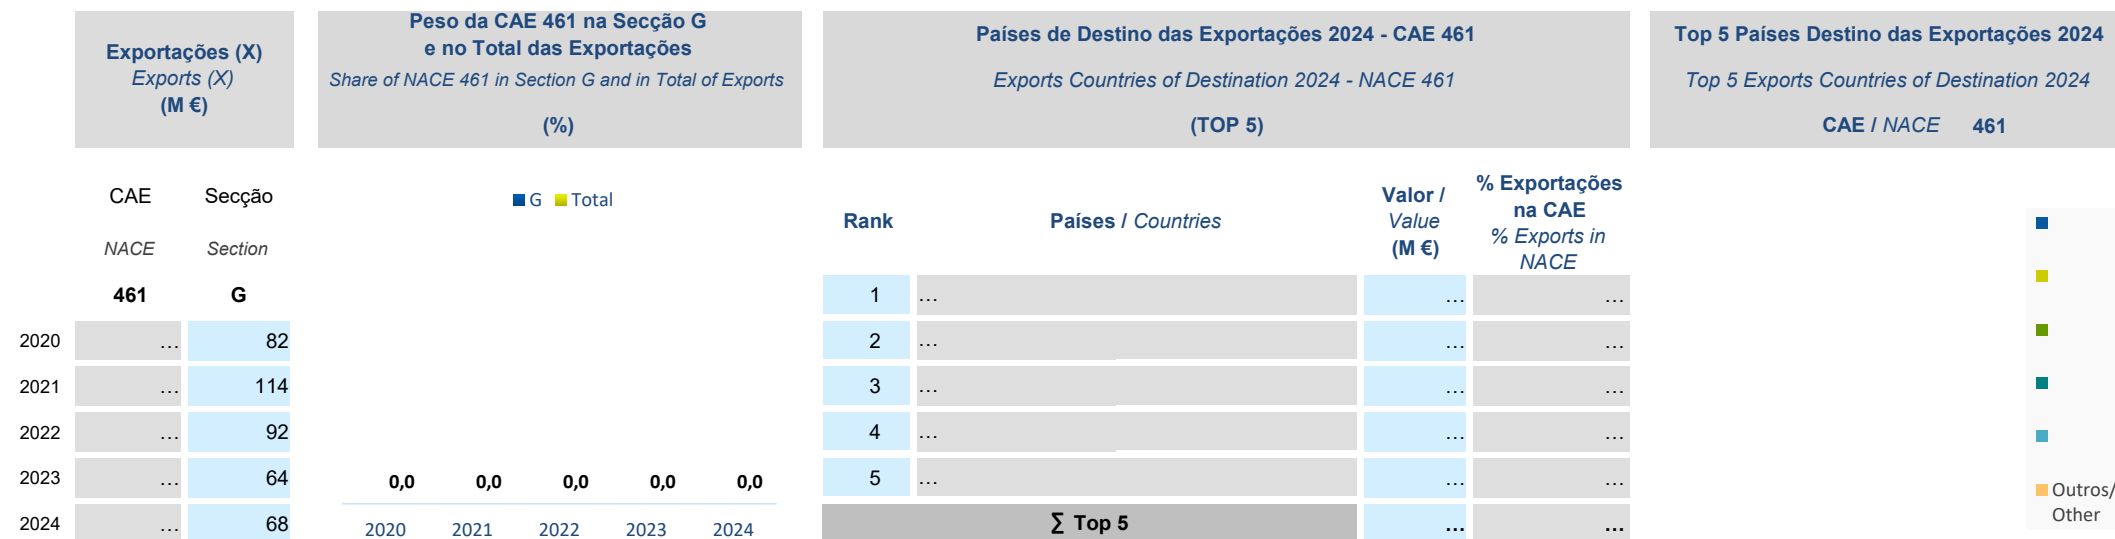 Exportações (X)
Exports (X)
(M €)
Peso da CAE 461 na Secção G
e no Total das Exportações
Share of NACE 461 in Section G and in Total of Exports
(%)
Países de Destino das Exportações 2024 - CAE 461
Exports Countries of Destination 2024 - NACE 461
(TOP 5)
Top 5 Países Destino das Exportações 2024
Top 5 Exports Countries of Destination 2024
CAE / NACE 461
CAE Secção
NACE Section
461 G
2020 … 82
2021 … 114
2022 … 92
2023 … 64
2024 … 68
G Total
0,0 0,0 0,0 0,0 0,0
2020 2021 2022 2023 2024
Rank
Países / Countries
Valor /
Value
(M €)
% Exportações
na CAE
% Exports in
NACE
1 … … …
2 … … …
3 … … …
4 … … …
5 … … …
∑ Top 5 … …
Outros/
Other